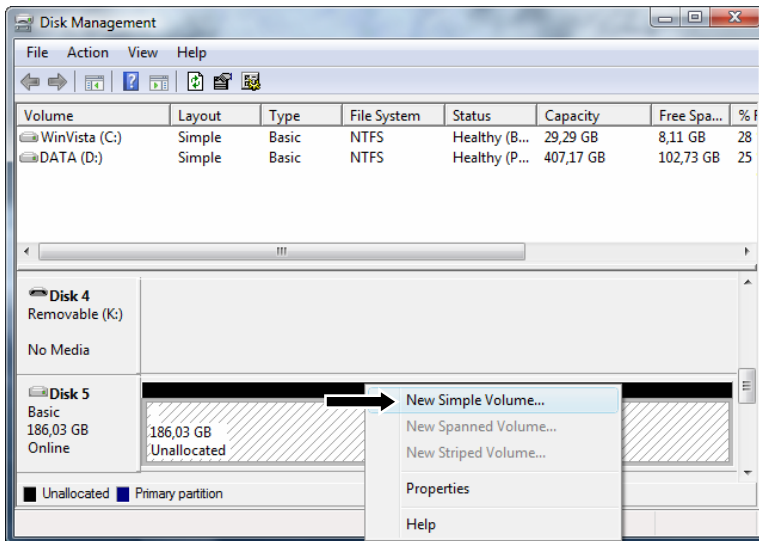 Disk Management
File Action View Help
Volume Layout Type File System Status Capacity Free Spa... % F
WinVista (C:) Simple Basic NTFS Healthy (B... 29,29 GB 8,11 GB 28
DATA (D:) Simple Basic NTFS Healthy (P... 407,17 GB 102,73 GB 25
Disk 4
Removable (K:)
No Media
Disk 5
Basic
186,03 GB
Online
186,03 GB
Unallocated
New Simple Volume...
New Spanned Volume...
New Striped Volume...
Properties
Help
Unallocated Primary partition